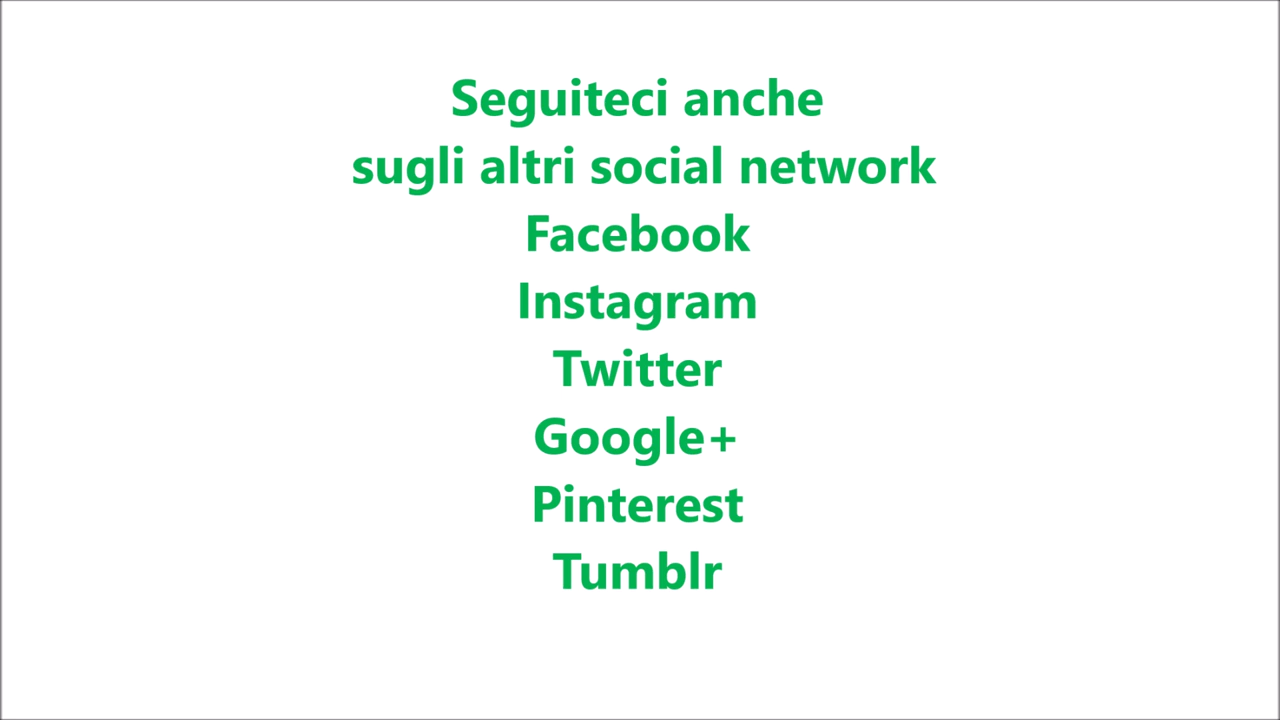 Seguiteci anche
sugli altri social network
Facebook
Instagram
Twitter
Google+
Pinterest
Tumblr